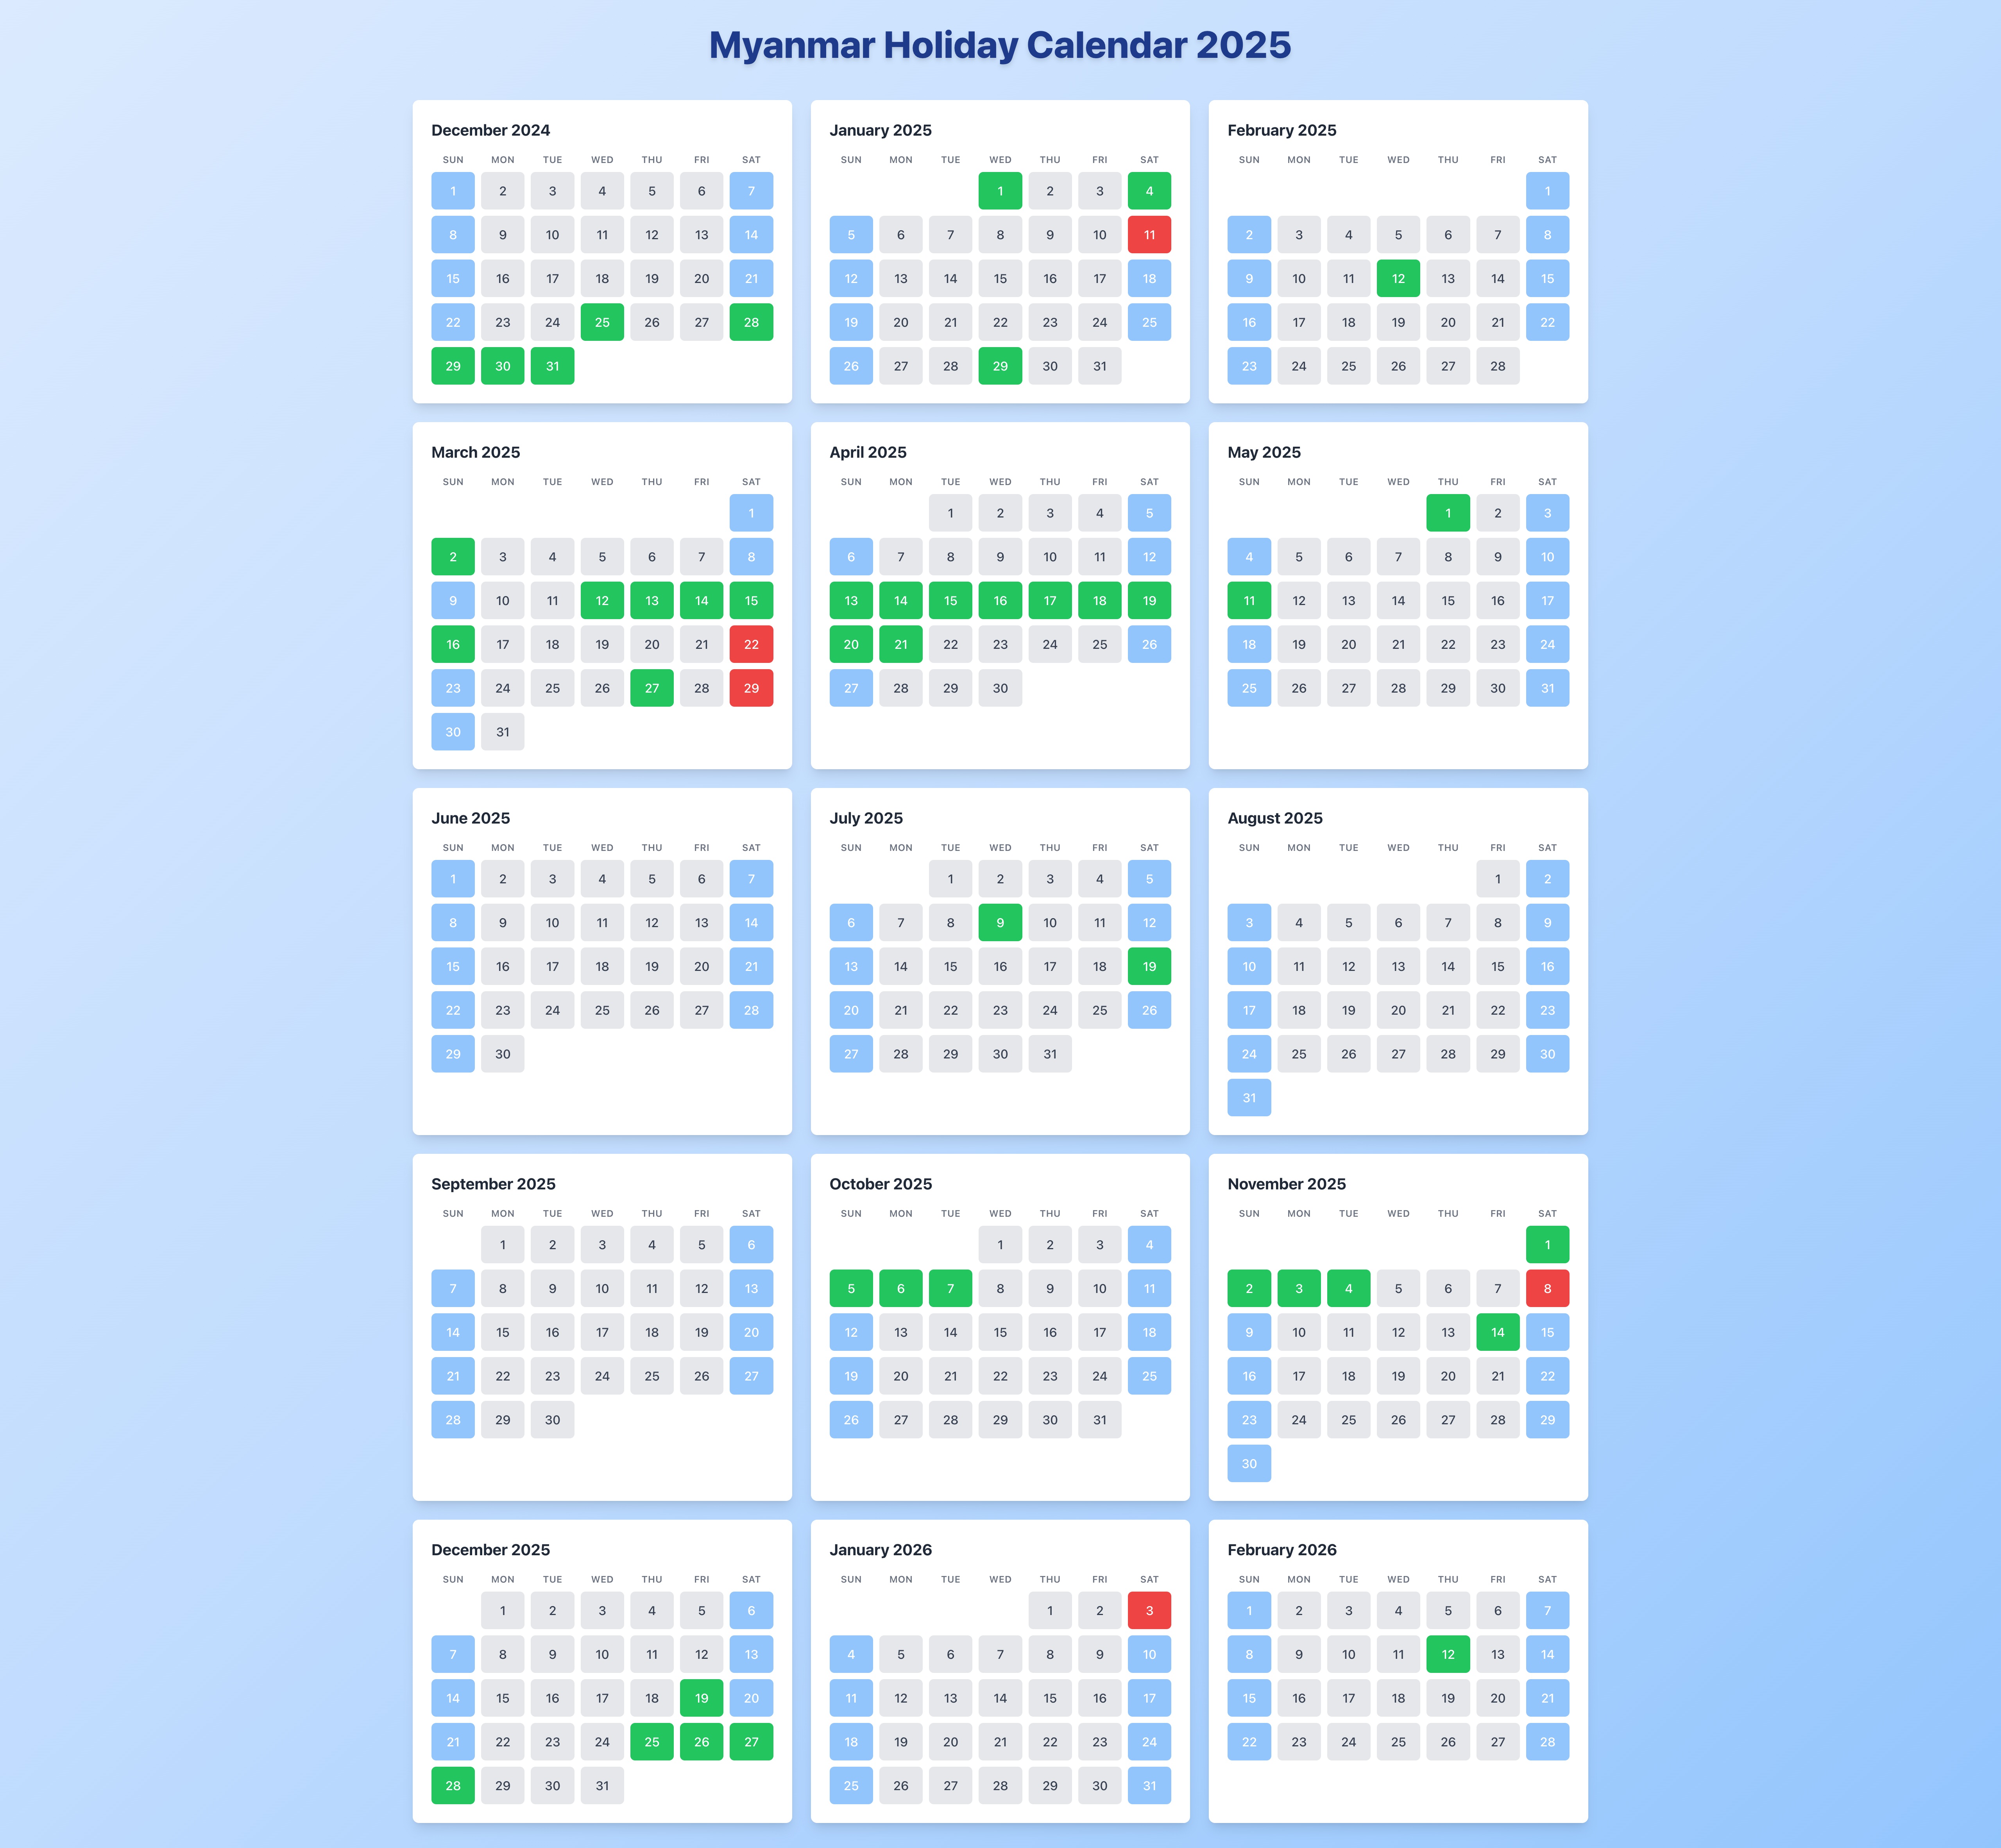 Myanmar Holiday Calendar 2025
December 2024
SUN MON TUE WED THU FRI SAT
1 2 3 4 5 6 7
8 9 10 11 12 13 14
15 16 17 18 19 20 21
22 23 24 25 26 27 28
29 30 31
January 2025
SUN MON TUE WED THU FRI SAT
1 2 3 4
5 6 7 8 9 10 11
12 13 14 15 16 17 18
19 20 21 22 23 24 25
26 27 28 29 30 31
February 2025
SUN MON TUE WED THU FRI SAT
1
2 3 4 5 6 7 8
9 10 11 12 13 14 15
16 17 18 19 20 21 22
23 24 25 26 27 28
March 2025
SUN MON TUE WED THU FRI SAT
1
2 3 4 5 6 7 8
9 10 11 12 13 14 15
16 17 18 19 20 21 22
23 24 25 26 27 28 29
30 31
April 2025
SUN MON TUE WED THU FRI SAT
1 2 3 4 5
6 7 8 9 10 11 12
13 14 15 16 17 18 19
20 21 22 23 24 25 26
27 28 29 30
May 2025
SUN MON TUE WED THU FRI SAT
1 2 3
4 5 6 7 8 9 10
11 12 13 14 15 16 17
18 19 20 21 22 23 24
25 26 27 28 29 30 31
June 2025
SUN MON TUE WED THU FRI SAT
1 2 3 4 5 6 7
8 9 10 11 12 13 14
15 16 17 18 19 20 21
22 23 24 25 26 27 28
29 30
July 2025
SUN MON TUE WED THU FRI SAT
1 2 3 4 5
6 7 8 9 10 11 12
13 14 15 16 17 18 19
20 21 22 23 24 25 26
27 28 29 30 31
August 2025
SUN MON TUE WED THU FRI SAT
1 2
3 4 5 6 7 8 9
10 11 12 13 14 15 16
17 18 19 20 21 22 23
24 25 26 27 28 29 30
31
September 2025
SUN MON TUE WED THU FRI SAT
1 2 3 4 5 6
7 8 9 10 11 12 13
14 15 16 17 18 19 20
21 22 23 24 25 26 27
28 29 30
October 2025
SUN MON TUE WED THU FRI SAT
1 2 3 4
5 6 7 8 9 10 11
12 13 14 15 16 17 18
19 20 21 22 23 24 25
26 27 28 29 30 31
November 2025
SUN MON TUE WED THU FRI SAT
1
2 3 4 5 6 7 8
9 10 11 12 13 14 15
16 17 18 19 20 21 22
23 24 25 26 27 28 29
30
December 2025
SUN MON TUE WED THU FRI SAT
1 2 3 4 5 6
7 8 9 10 11 12 13
14 15 16 17 18 19 20
21 22 23 24 25 26 27
28 29 30 31
January 2026
SUN MON TUE WED THU FRI SAT
1 2 3
4 5 6 7 8 9 10
11 12 13 14 15 16 17
18 19 20 21 22 23 24
25 26 27 28 29 30 31
February 2026
SUN MON TUE WED THU FRI SAT
1 2 3 4 5 6 7
8 9 10 11 12 13 14
15 16 17 18 19 20 21
22 23 24 25 26 27 28